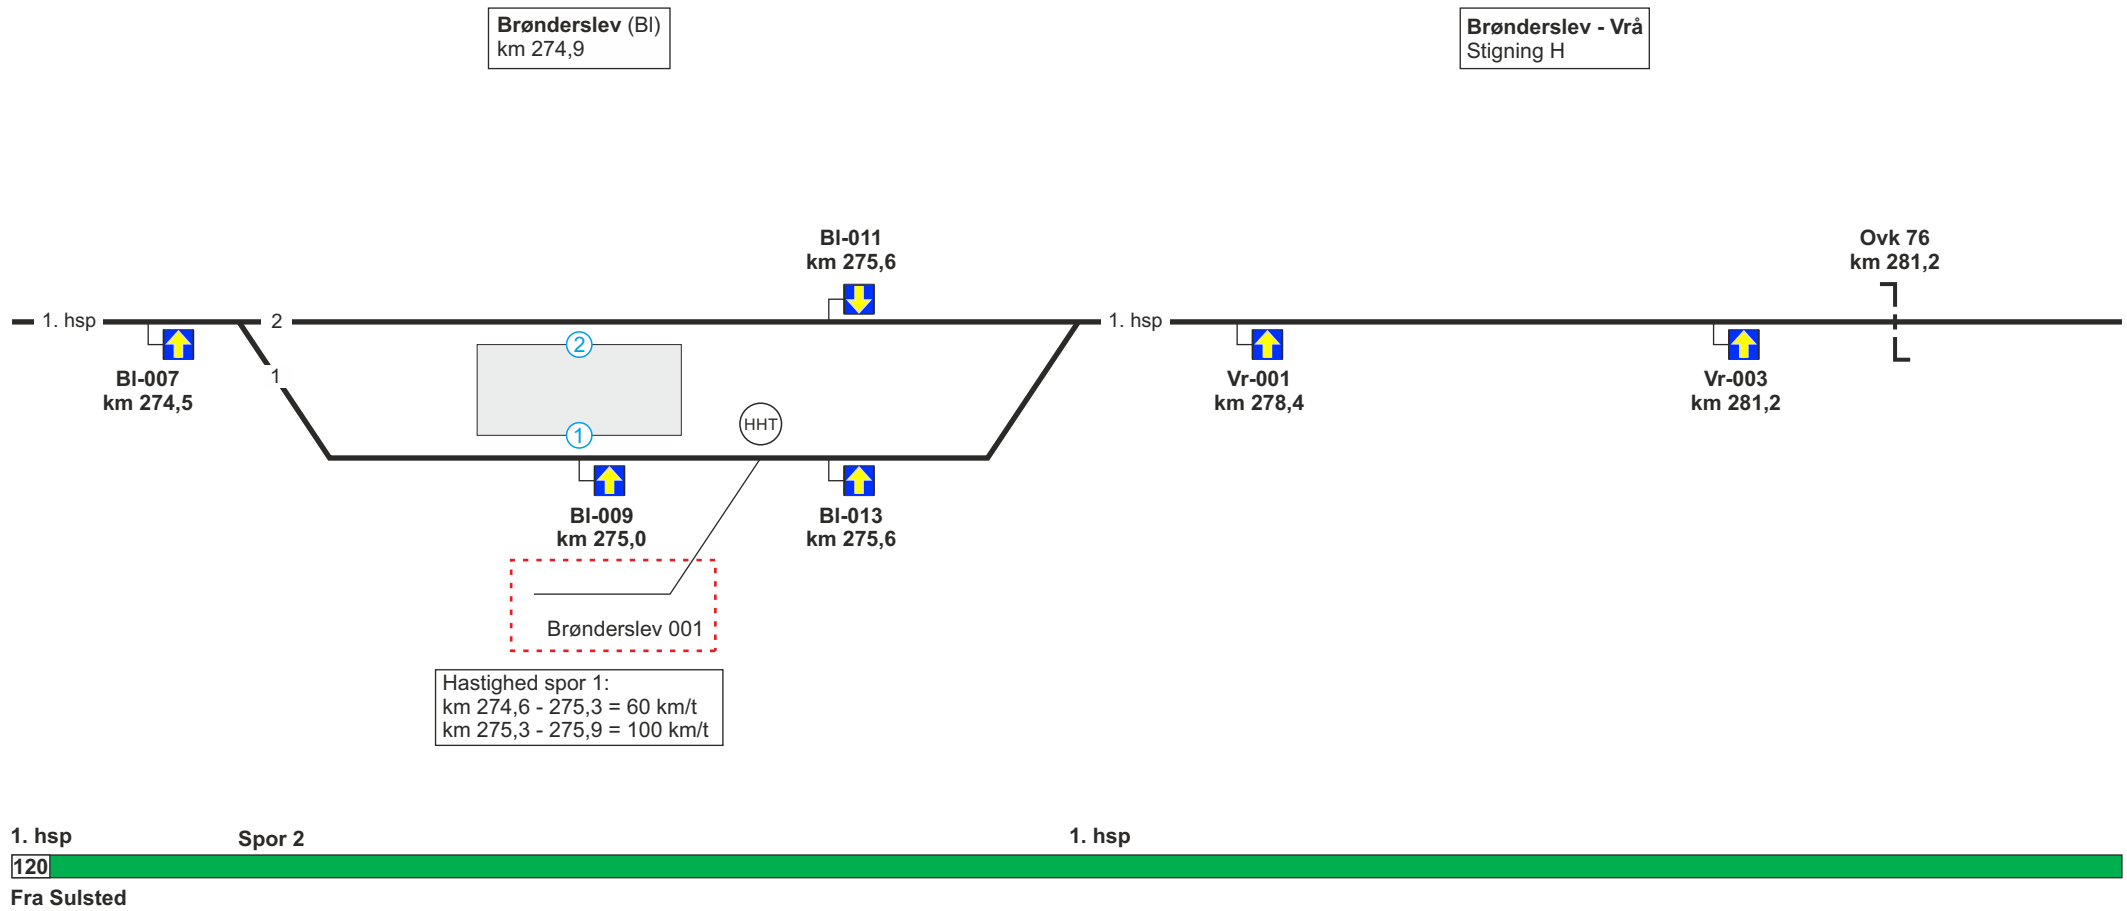 Brønderslev (Bl)
km 274,9
Brønderslev - Vrå
Stigning H
Bl-011
km 275,6
Ovk 76
km 281,2
1. hsp
2
1. hsp
2
1
Bl-007
km 274,5
Vr-001
km 278,4
Vr-003
km 281,2
HHT
1
Bl-009
km 275,0
Bl-013
km 275,6
Brønderslev 001
Hastighed spor 1:
km 274,6 - 275,3 = 60 km/t
km 275,3 - 275,9 = 100 km/t
1. hsp
Spor 2
1. hsp
120
Fra Sulsted